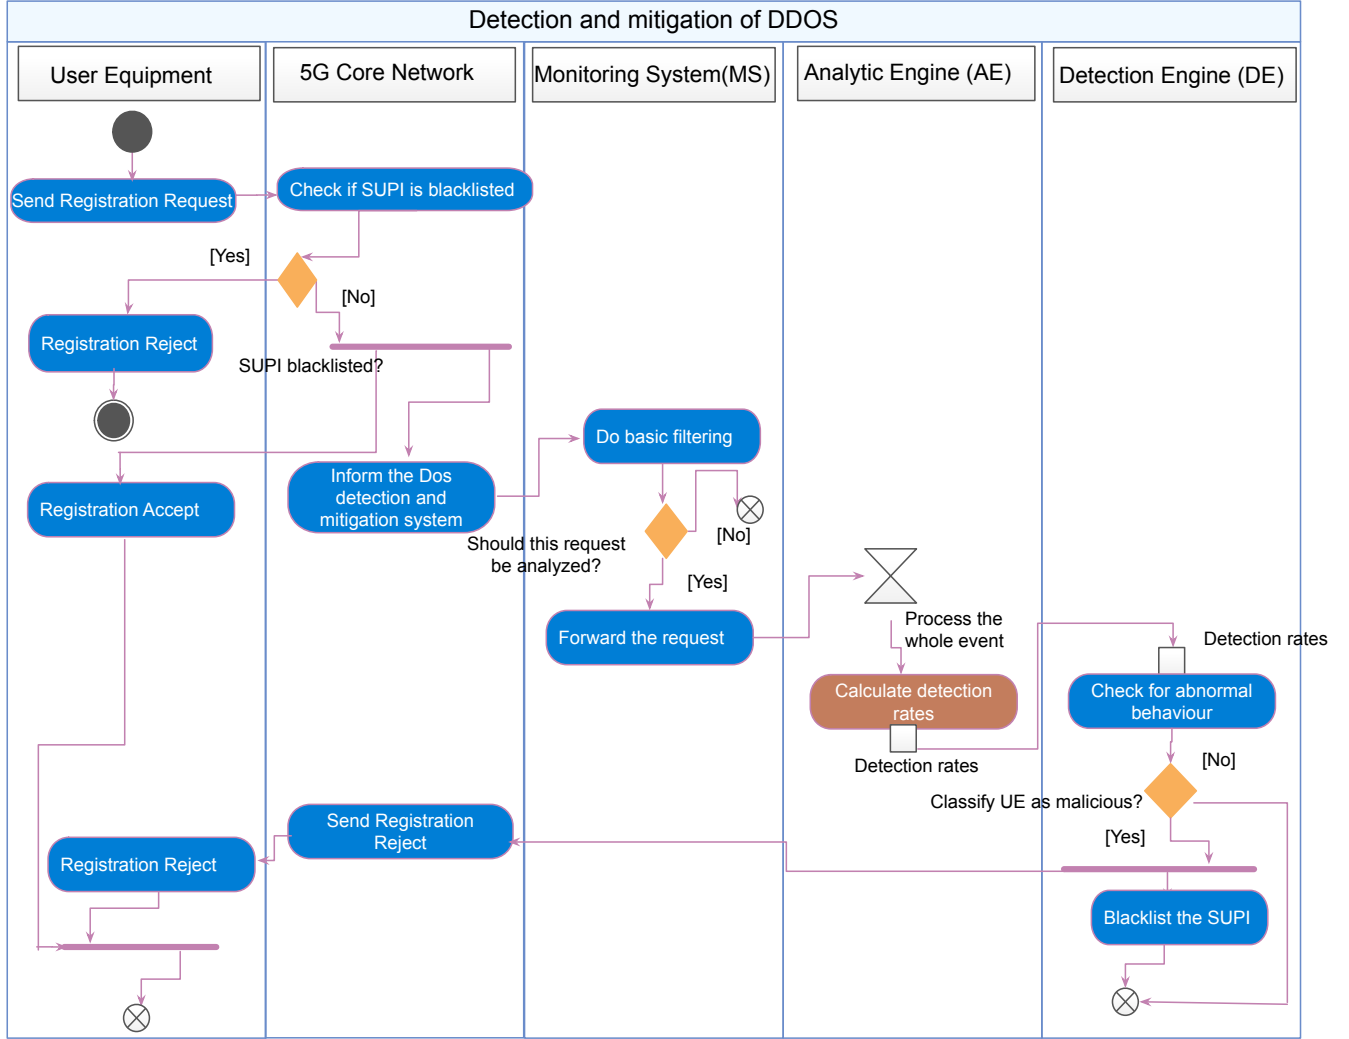 Detection and mitigation of DDOS
User Equipment
5G Core Network
Monitoring System(MS)
Analytic Engine (AE)
Detection Engine (DE)
Send Registration Request
Check if SUPI is blacklisted
[Yes]
[No]
Registration Reject
SUPI blacklisted?
Do basic filtering
Inform the Dos
detection and
mitigation system
Registration Accept
Should this request
be analyzed?
[No]
[Yes]
Forward the request
Process the
whole event
Detection rates
Calculate detection
rates
Check for abnormal
behaviour
Detection rates
[No]
Classify UE as malicious?
[Yes]
Send Registration
Reject
Registration Reject
Blacklist the SUPI